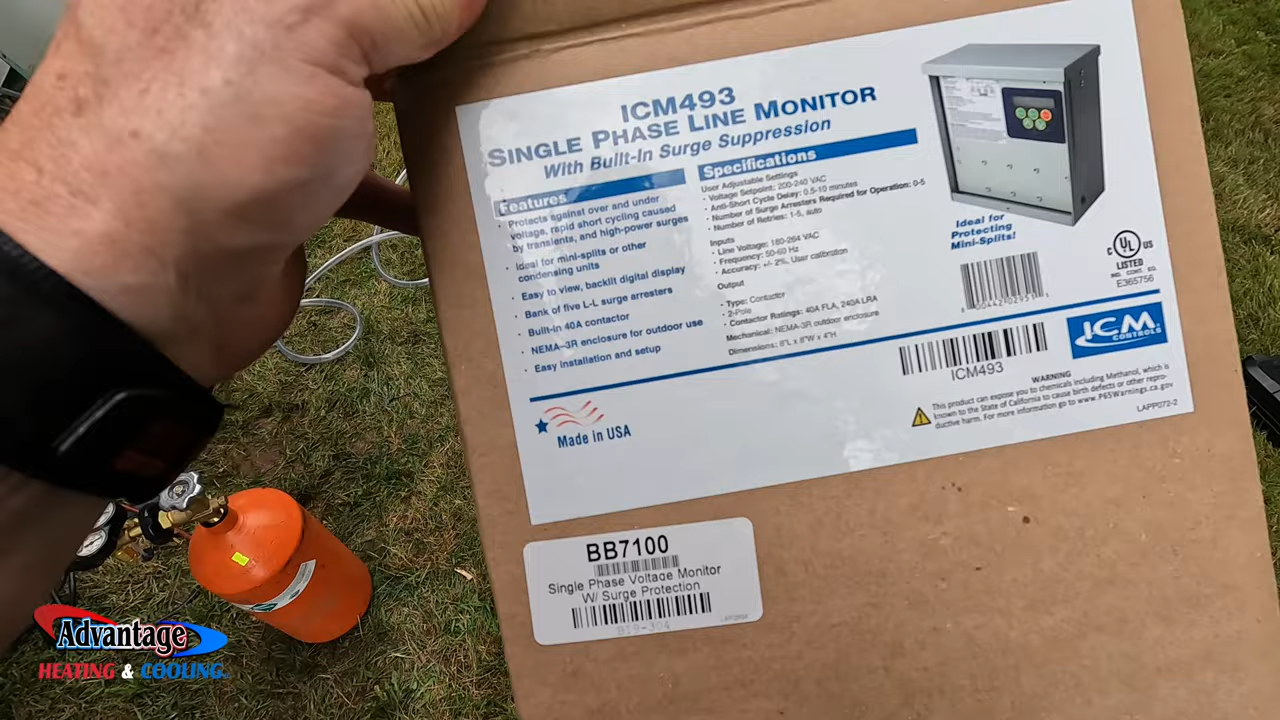 ICM493
SINGLE PHASE LINE MONITOR
With Built-In Surge Suppression
Features
• Protects against over and under
voltage, rapid short cycling caused
by transients, and high-power surges
• Ideal for mini-splits or other
condensing units
• Easy to view, backlit digital display
• Bank of five L-L surge arresters
• Built-in 40A contactor
• NEMA-3R enclosure for outdoor use
• Easy installation and setup
Specifications
User Adjustable Settings
• Voltage Setpoint: 200-240 VAC
• Anti-Short Cycle Delay: 0.5-10 minutes
• Number of Surge Arresters Required for Operation: 0-5
• Number of Retries: 1-5, auto
Inputs
• Line Voltage: 160-264 VAC
• Frequency: 50-60 Hz
• Accuracy: +/- 2%, User calibration
Output
• Type: Contactor
2-Pole
• Contactor Ratings: 40A FLA, 240A LRA
Mechanical: NEMA-3R outdoor enclosure
Dimensions: 8"L x 8"W x 4"H
Ideal for
Protecting
Mini-Splits!
C UL US
LISTED
IND. CONT. EQ.
E365756
ICM
CONTROLS
ICM493
WARNING
This product can expose you to chemicals including Methanol, which is
known to the State of California to cause birth defects or other repro-
ductive harm. For more information go to www.P65Warnings.ca.gov
LAPP072-2
Made in USA
BB7100
Single Phase Voltage Monitor
W/ Surge Protection
B19-304
Advantage
HEATING & COOLING